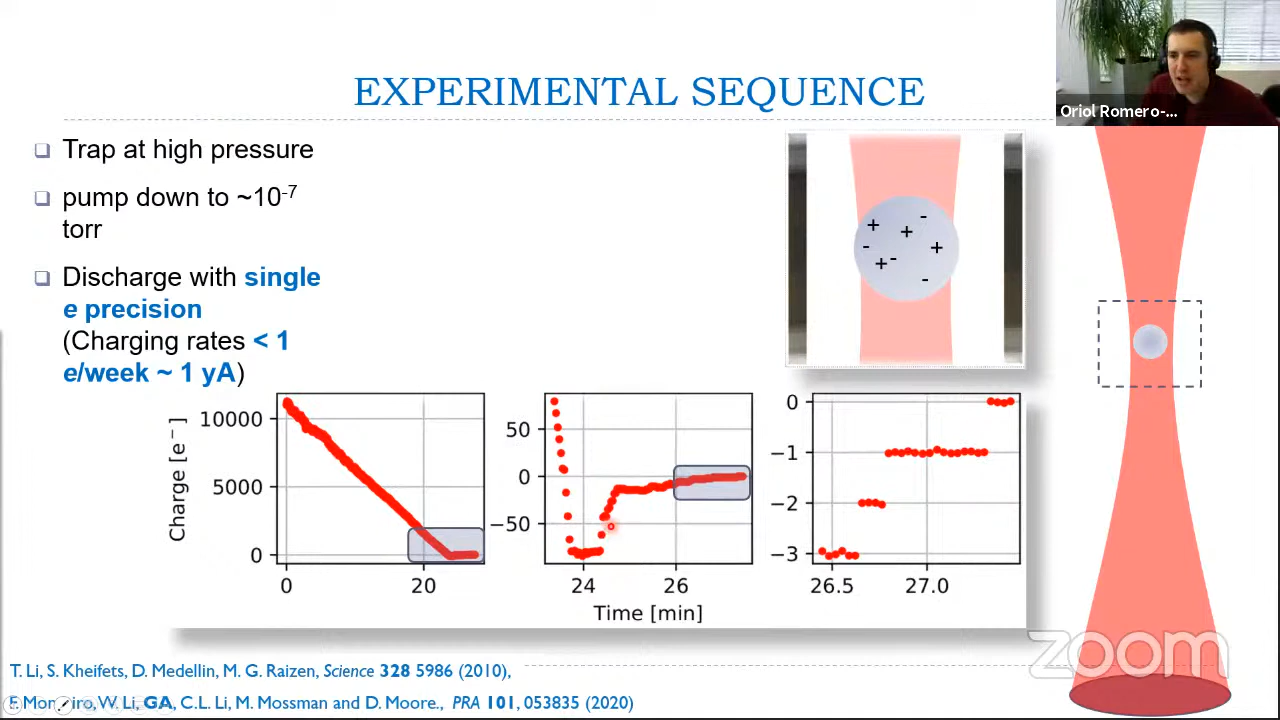 EXPERIMENTAL SEQUENCE
Oriol Romero-...
❑ Trap at high pressure
❑ pump down to ~10⁻⁷
torr
❑ Discharge with single
e precision
(Charging rates < 1
e/week ~ 1 yA)
+ - + - + + - -
Charge [e⁻]
10000
5000
0
0 20
50
0
−50
24 26
0
−1
−2
−3
26.5 27.0
Time [min]
zoom
T. Li, S. Kheifets, D. Medellin, M. G. Raizen, Science 328 5986 (2010),
F. Monteiro, W. Li, GA, C.L. Li, M. Mossman and D. Moore., PRA 101, 053835 (2020)